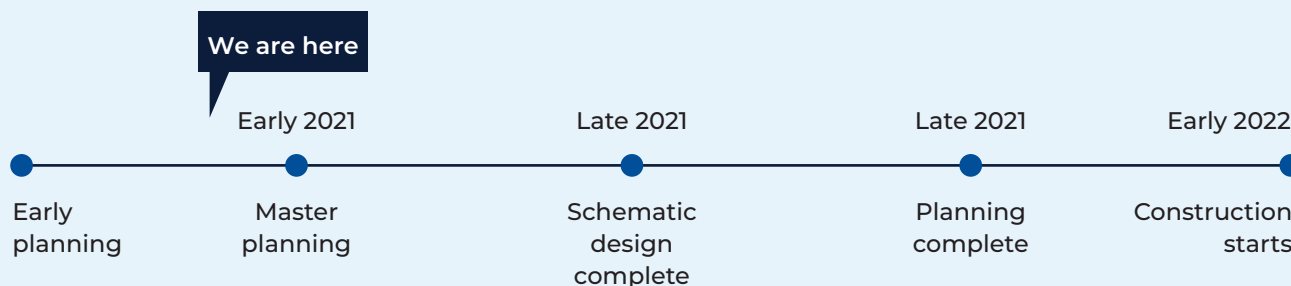 We are here
Early 2021
Late 2021
Late 2021
Early 2022
Early
planning
Master
planning
Schematic
design
complete
Planning
complete
Construction
starts